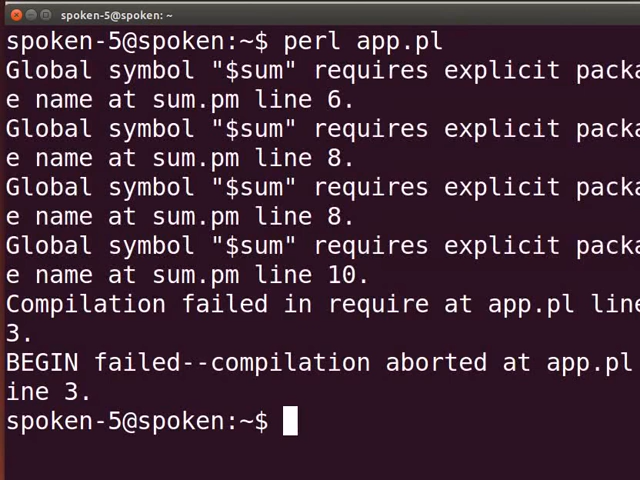 spoken-5@spoken: ~
spoken-5@spoken:~$ perl app.pl
Global symbol "$sum" requires explicit packa
e name at sum.pm line 6.
Global symbol "$sum" requires explicit packa
e name at sum.pm line 8.
Global symbol "$sum" requires explicit packa
e name at sum.pm line 8.
Global symbol "$sum" requires explicit packa
e name at sum.pm line 10.
Compilation failed in require at app.pl line
3.
BEGIN failed--compilation aborted at app.pl
ine 3.
spoken-5@spoken:~$